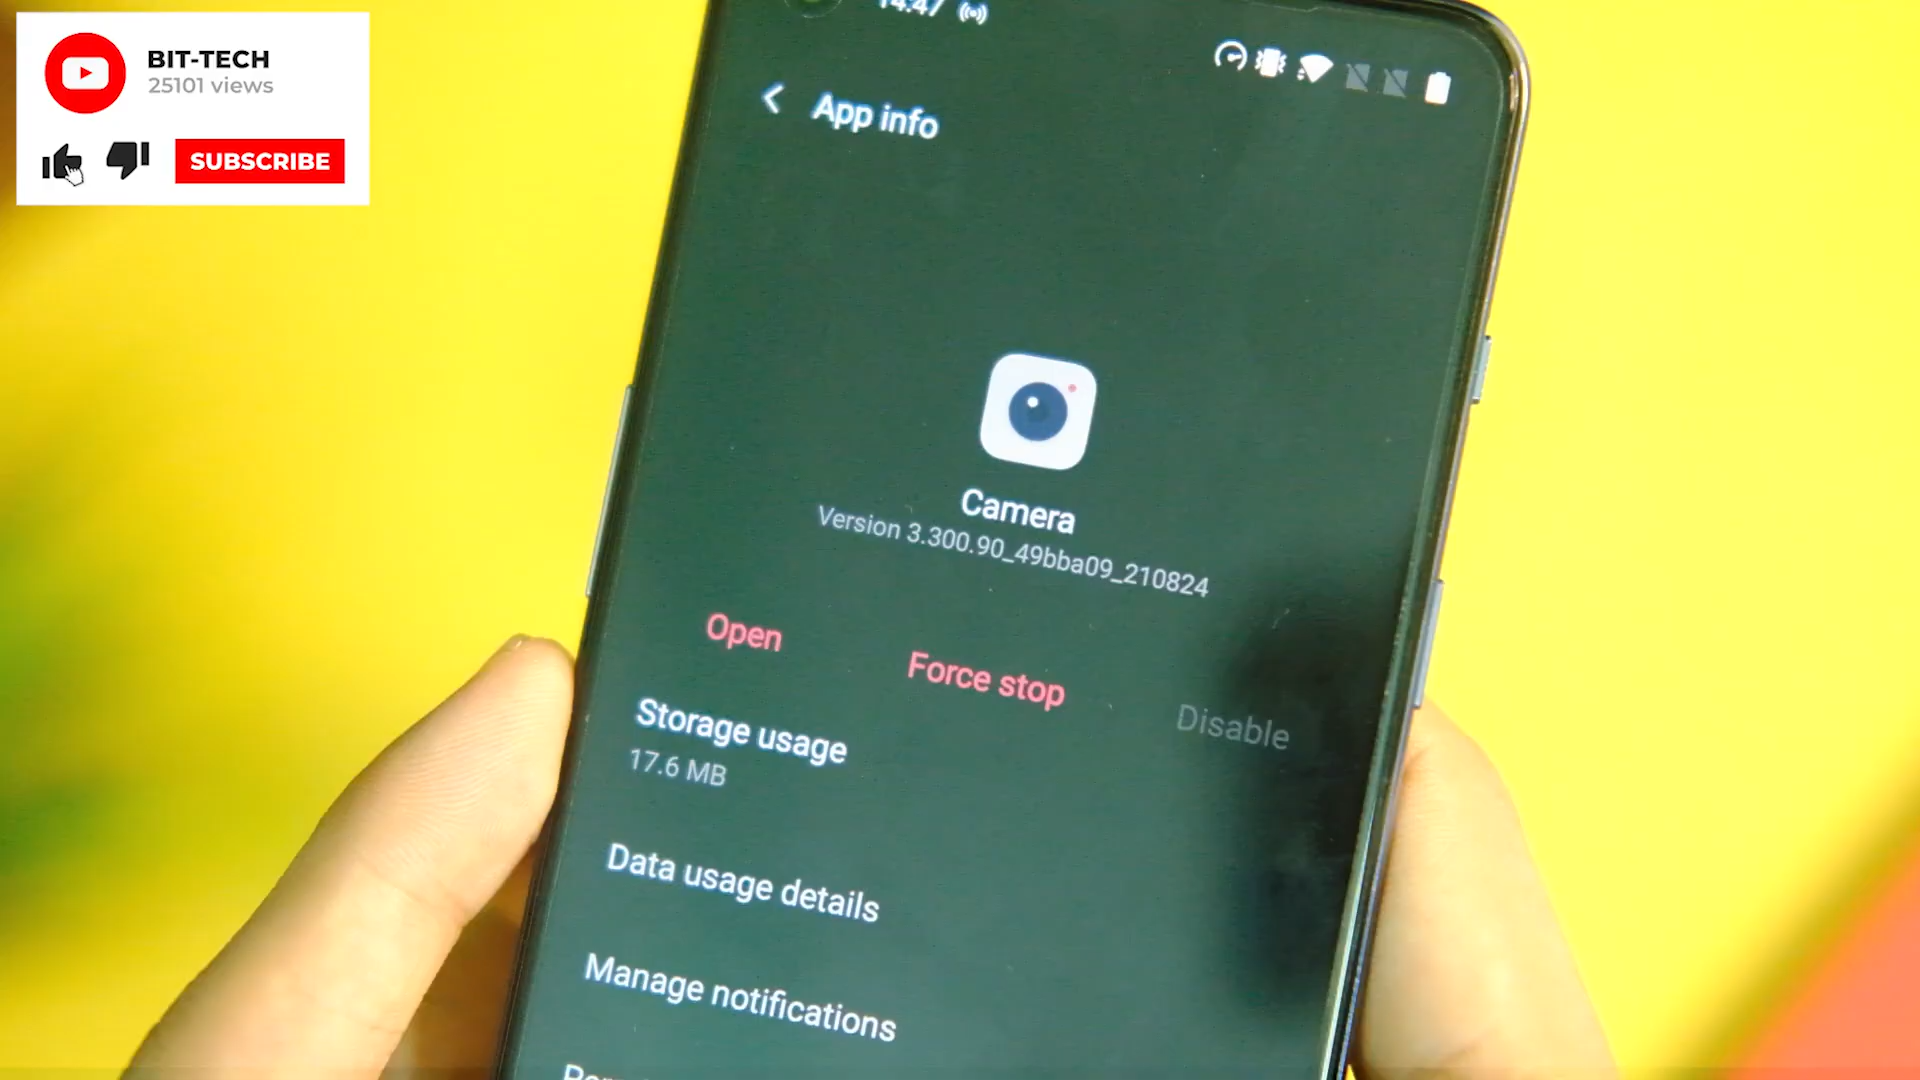 BIT-TECH
25101 views
SUBSCRIBE
14:47
App info
Camera
Version 3.300.90_49bba09_210824
Open
Force stop
Disable
Storage usage
17.6 MB
Data usage details
Manage notifications